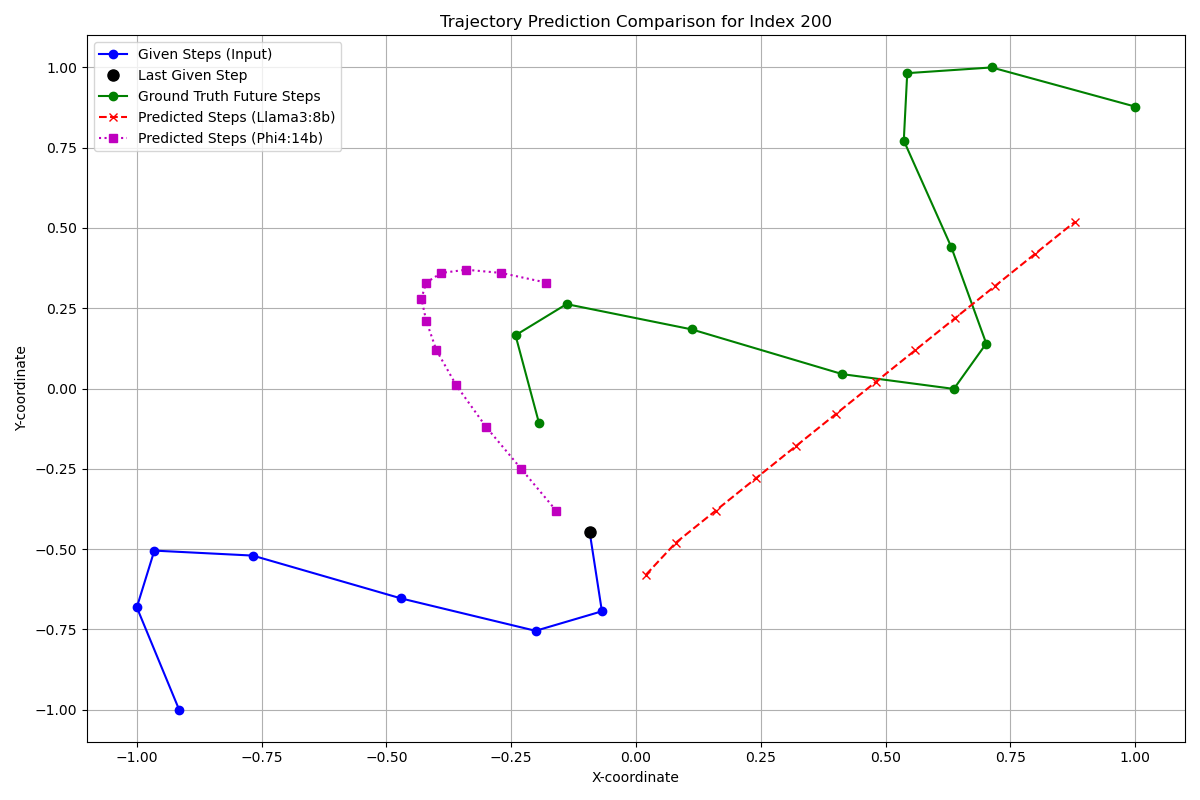 Trajectory Prediction Comparison for Index 200
Given Steps (Input)
Last Given Step
Ground Truth Future Steps
Predicted Steps (Llama3:8b)
Predicted Steps (Phi4:14b)
1.00
0.75
0.50
0.25
0.00
−0.25
−0.50
−0.75
−1.00
Y-coordinate
−1.00 −0.75 −0.50 −0.25 0.00 0.25 0.50 0.75 1.00
X-coordinate